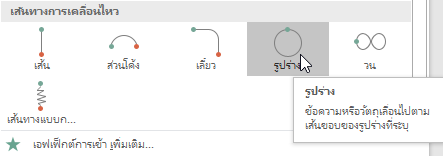 เส้นทางการเคลื่อนไหว
เส้น ส่วนโค้ง เลี้ยว รูปร่าง วน
เส้นทางแบบก...
รูปร่าง
ข้อความหรือวัตถุเลื่อนไปตาม
เส้นขอบของรูปร่างที่ระบุ
เอฟเฟ็กต์การเข้า เพิ่มเติม...